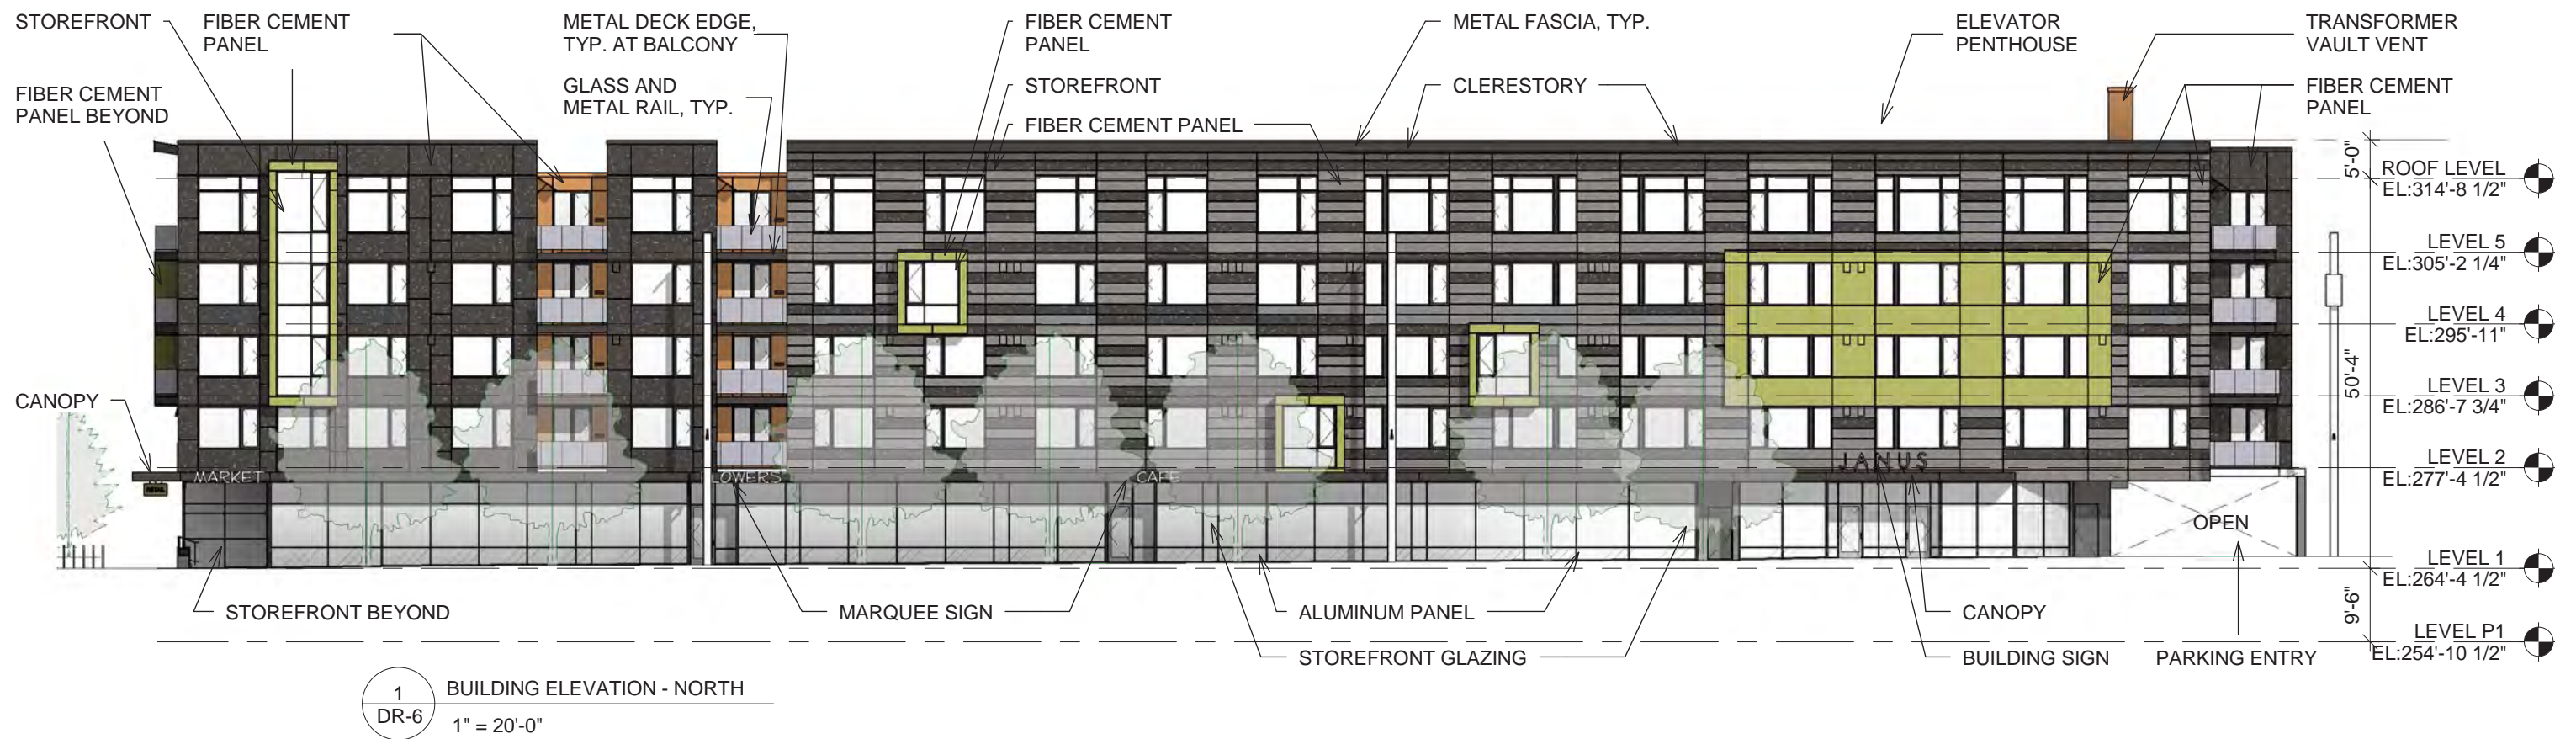 STOREFRONT
FIBER CEMENT
PANEL
METAL DECK EDGE,
TYP. AT BALCONY
FIBER CEMENT
PANEL
METAL FASCIA, TYP.
ELEVATOR
PENTHOUSE
TRANSFORMER
VAULT VENT
FIBER CEMENT
PANEL BEYOND
GLASS AND
METAL RAIL, TYP.
STOREFRONT
CLERESTORY
FIBER CEMENT
PANEL
FIBER CEMENT PANEL
5'-0"
ROOF LEVEL
EL:314'-8 1/2"
LEVEL 5
EL:305'-2 1/4"
LEVEL 4
EL:295'-11"
50'-4"
LEVEL 3
EL:286'-7 3/4"
CANOPY
LEVEL 2
EL:277'-4 1/2"
MARKET
LOWERS
CAFE
JANUS
RETAIL
OPEN
LEVEL 1
EL:264'-4 1/2"
STOREFRONT BEYOND
MARQUEE SIGN
ALUMINUM PANEL
CANOPY
9'-6"
STOREFRONT GLAZING
BUILDING SIGN
PARKING ENTRY
LEVEL P1
EL:254'-10 1/2"
1
DR-6
BUILDING ELEVATION - NORTH
1" = 20'-0"